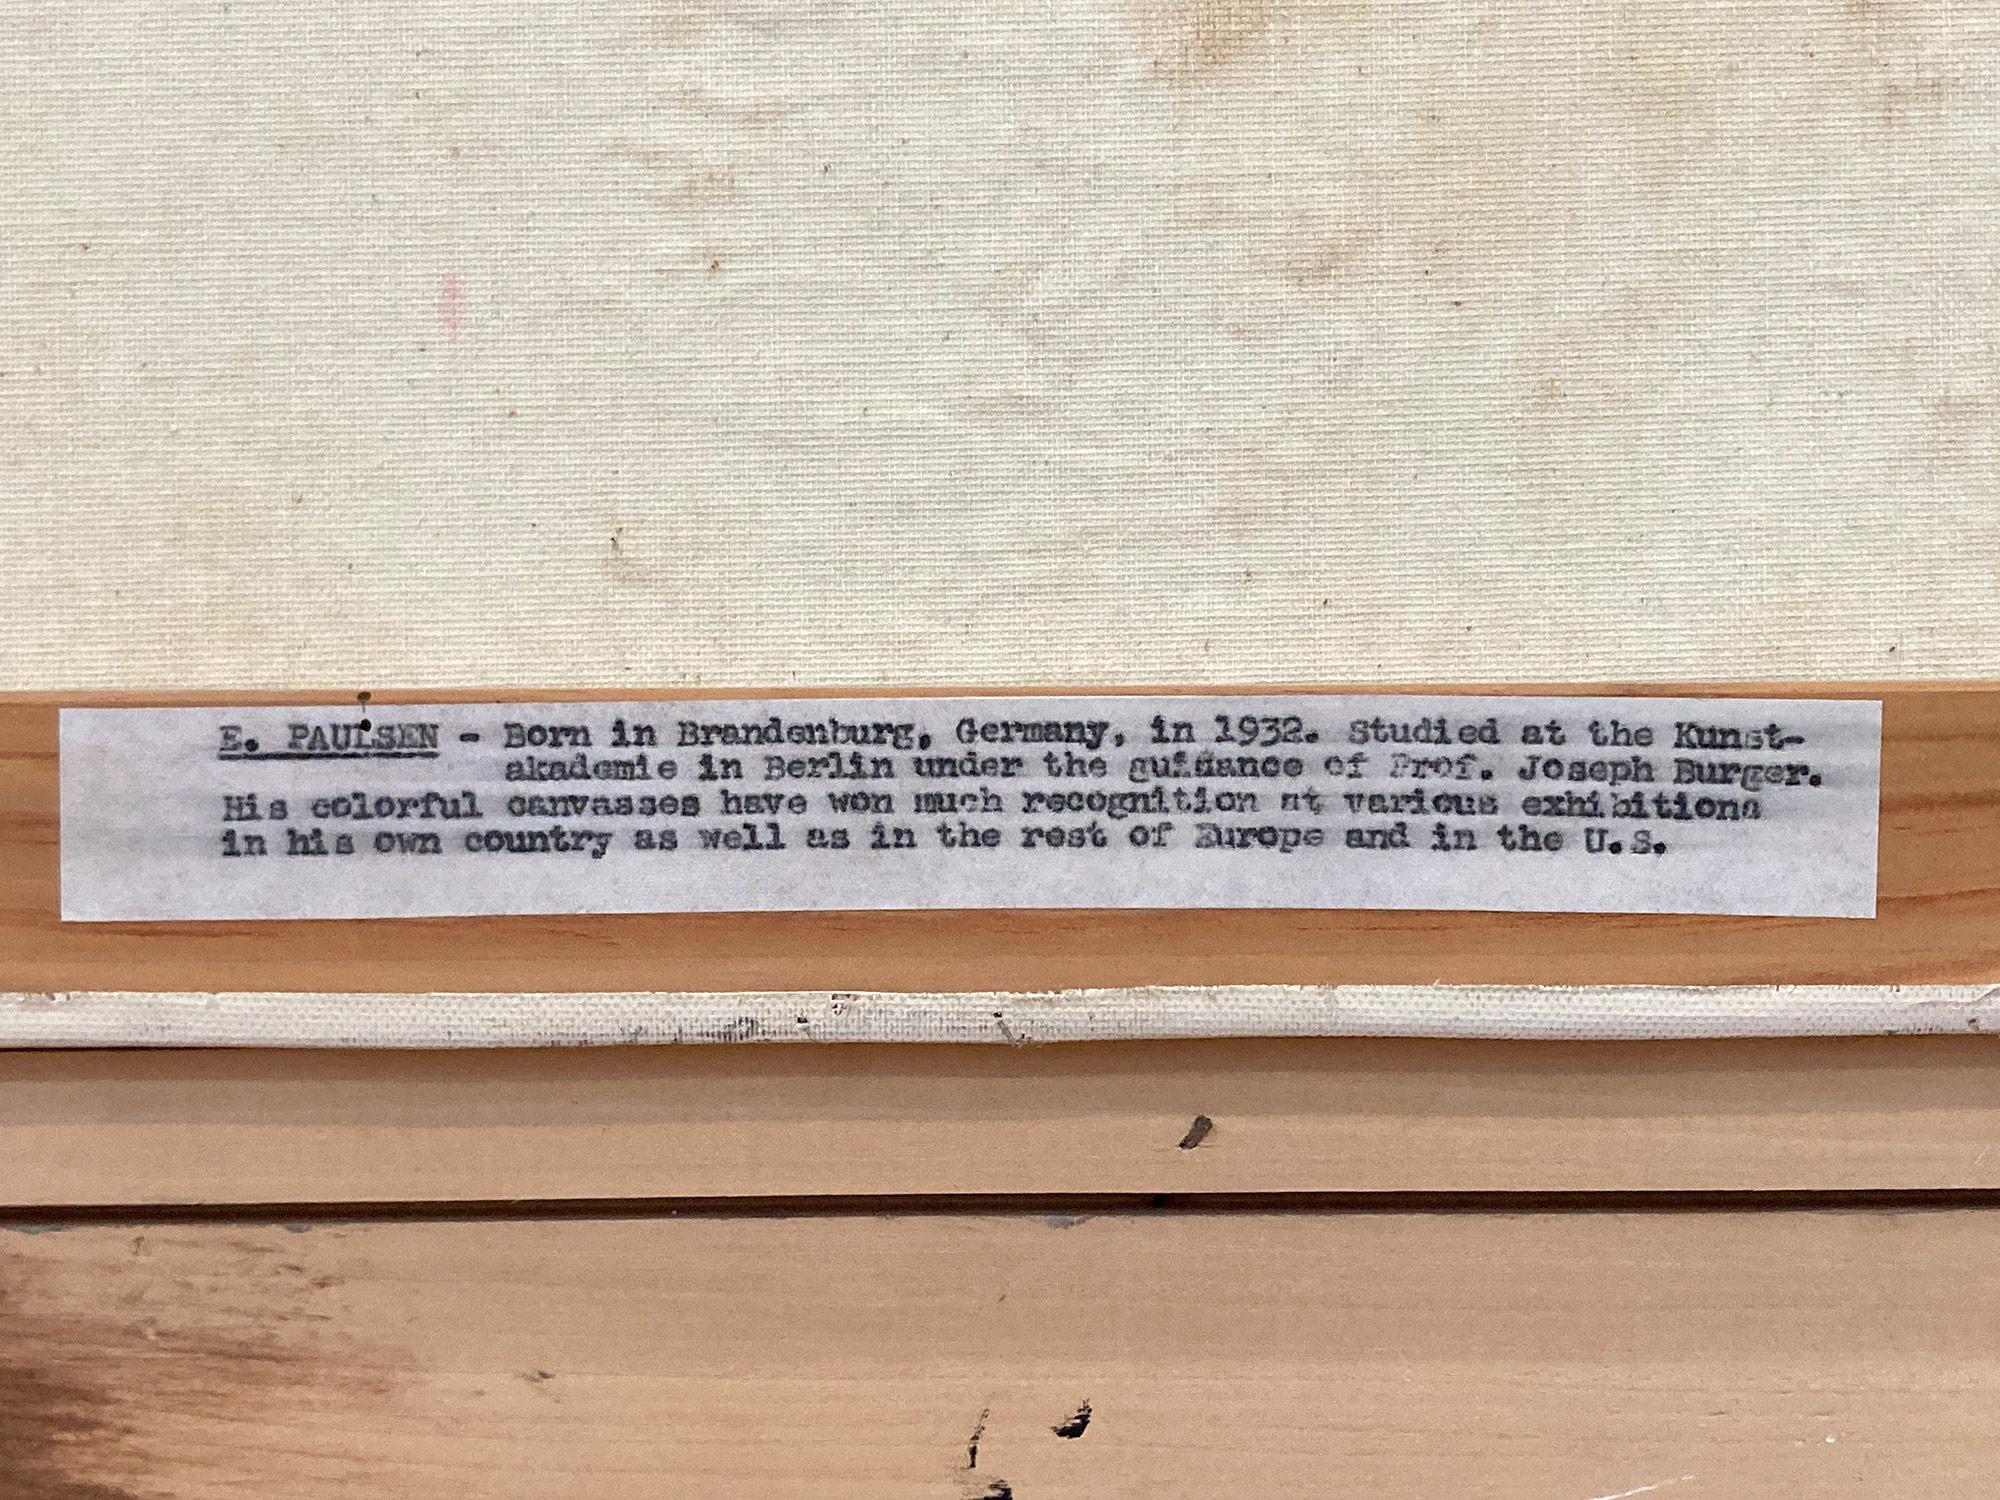 E. PAULSEN - Born in Brandenburg, Germany, in 1932. Studied at the Kunst-
akademie in Berlin under the guidance of Prof. Joseph Burger.
His colorful canvasses have won much recognition at various exhibitions
in his own country as well as in the rest of Europe and in the U.S.